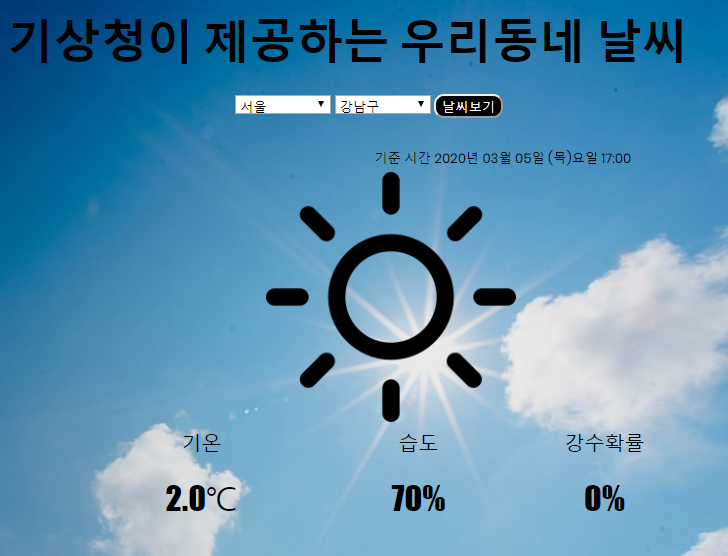 기상청이 제공하는 우리동네 날씨
서울 강남구 날씨보기
기준 시간 2020년 03월 05일 (목)요일 17:00
기온 습도 강수확률
2.0℃ 70% 0%